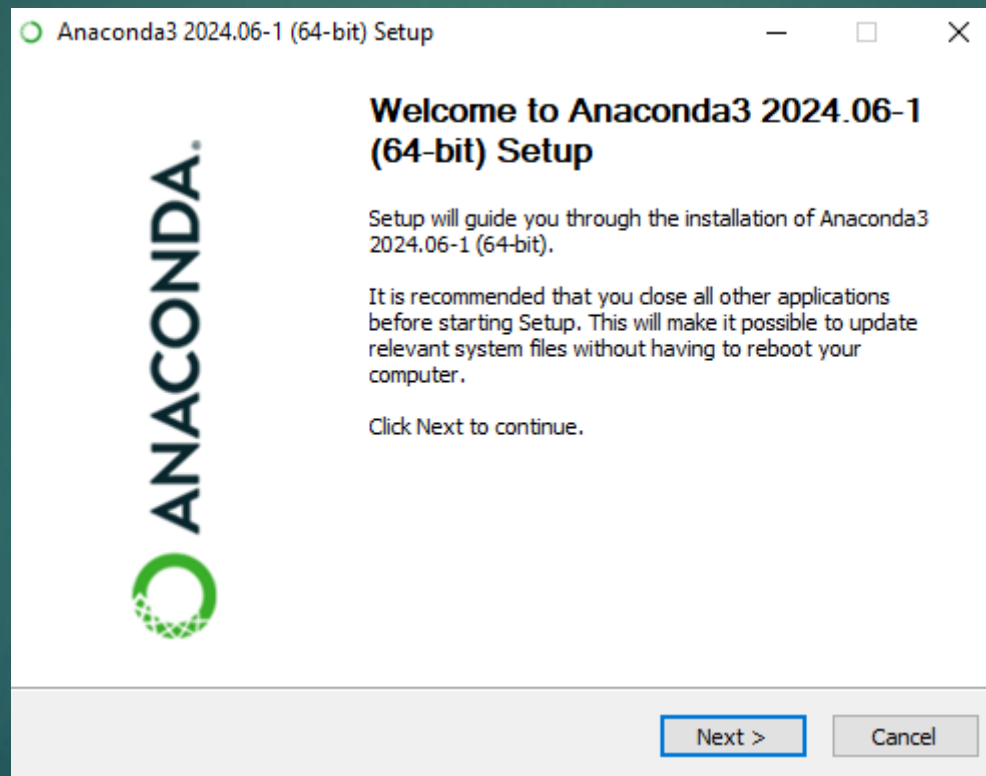 Anaconda3 2024.06-1 (64-bit) Setup
Welcome to Anaconda3 2024.06-1
(64-bit) Setup
Setup will guide you through the installation of Anaconda3
2024.06-1 (64-bit).
It is recommended that you close all other applications
before starting Setup. This will make it possible to update
relevant system files without having to reboot your
computer.
Click Next to continue.
ANACONDA.
Next >
Cancel